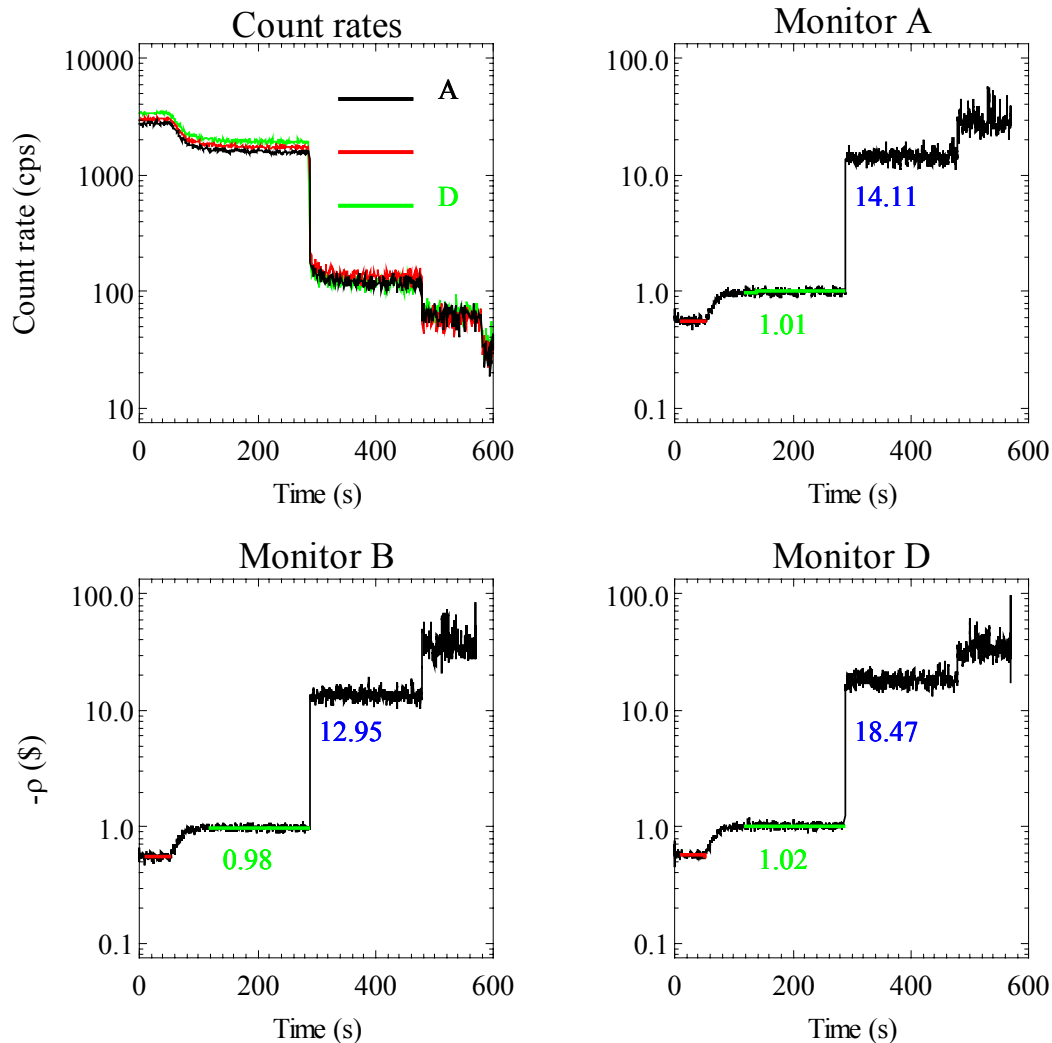 Count rates
10000
1000
100
10
Count rate (cps)
A
D
0 200 400 600
Time (s)
Monitor A
100.0
10.0
1.0
0.1
14.11
1.01
0 200 400 600
Time (s)
Monitor B
100.0
10.0
1.0
0.1
-ρ ($)
12.95
0.98
0 200 400 600
Time (s)
Monitor D
100.0
10.0
1.0
0.1
18.47
1.02
0 200 400 600
Time (s)